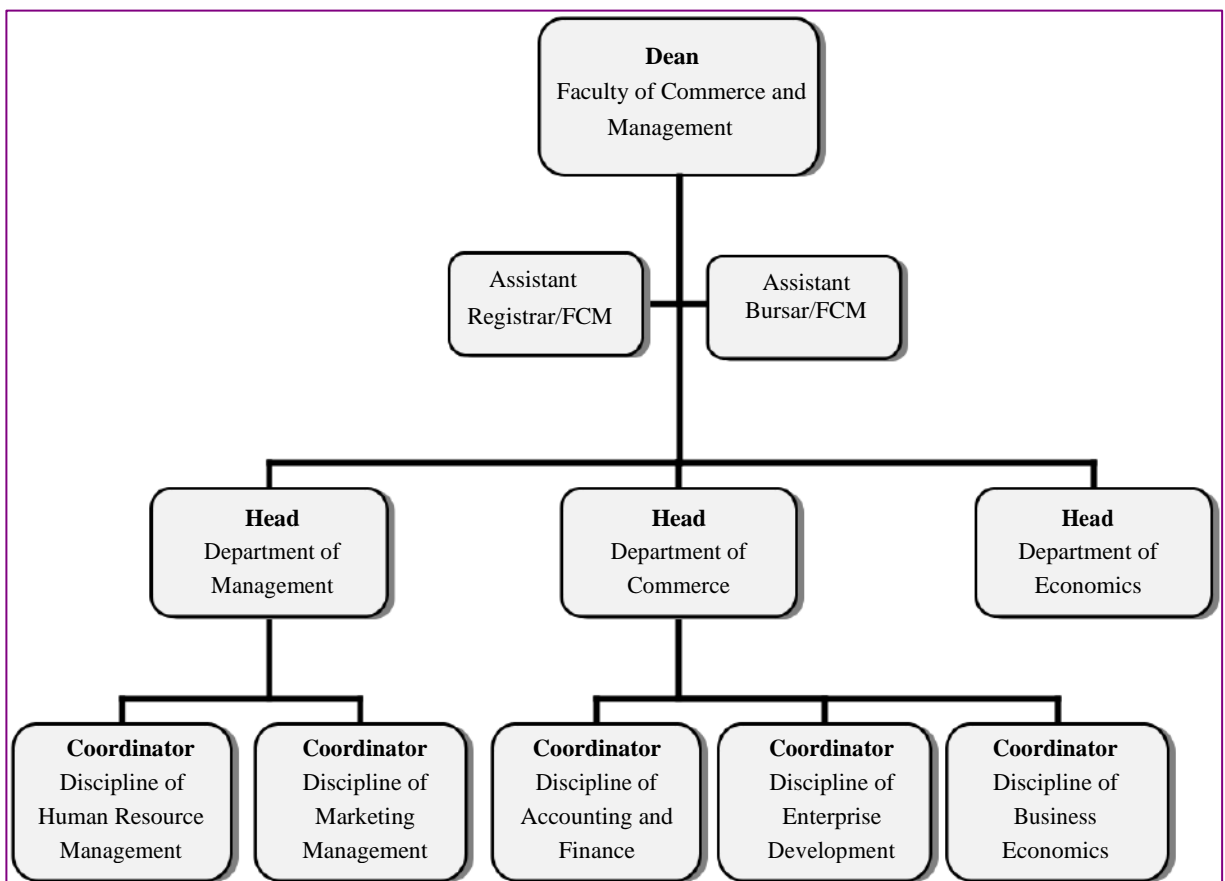 Dean
Faculty of Commerce and
Management
Assistant
Registrar/FCM
Assistant
Bursar/FCM
Head
Department of
Management
Head
Department of
Commerce
Head
Department of
Economics
Coordinator
Discipline of
Human Resource
Management
Coordinator
Discipline of
Marketing
Management
Coordinator
Discipline of
Accounting and
Finance
Coordinator
Discipline of
Enterprise
Development
Coordinator
Discipline of
Business
Economics